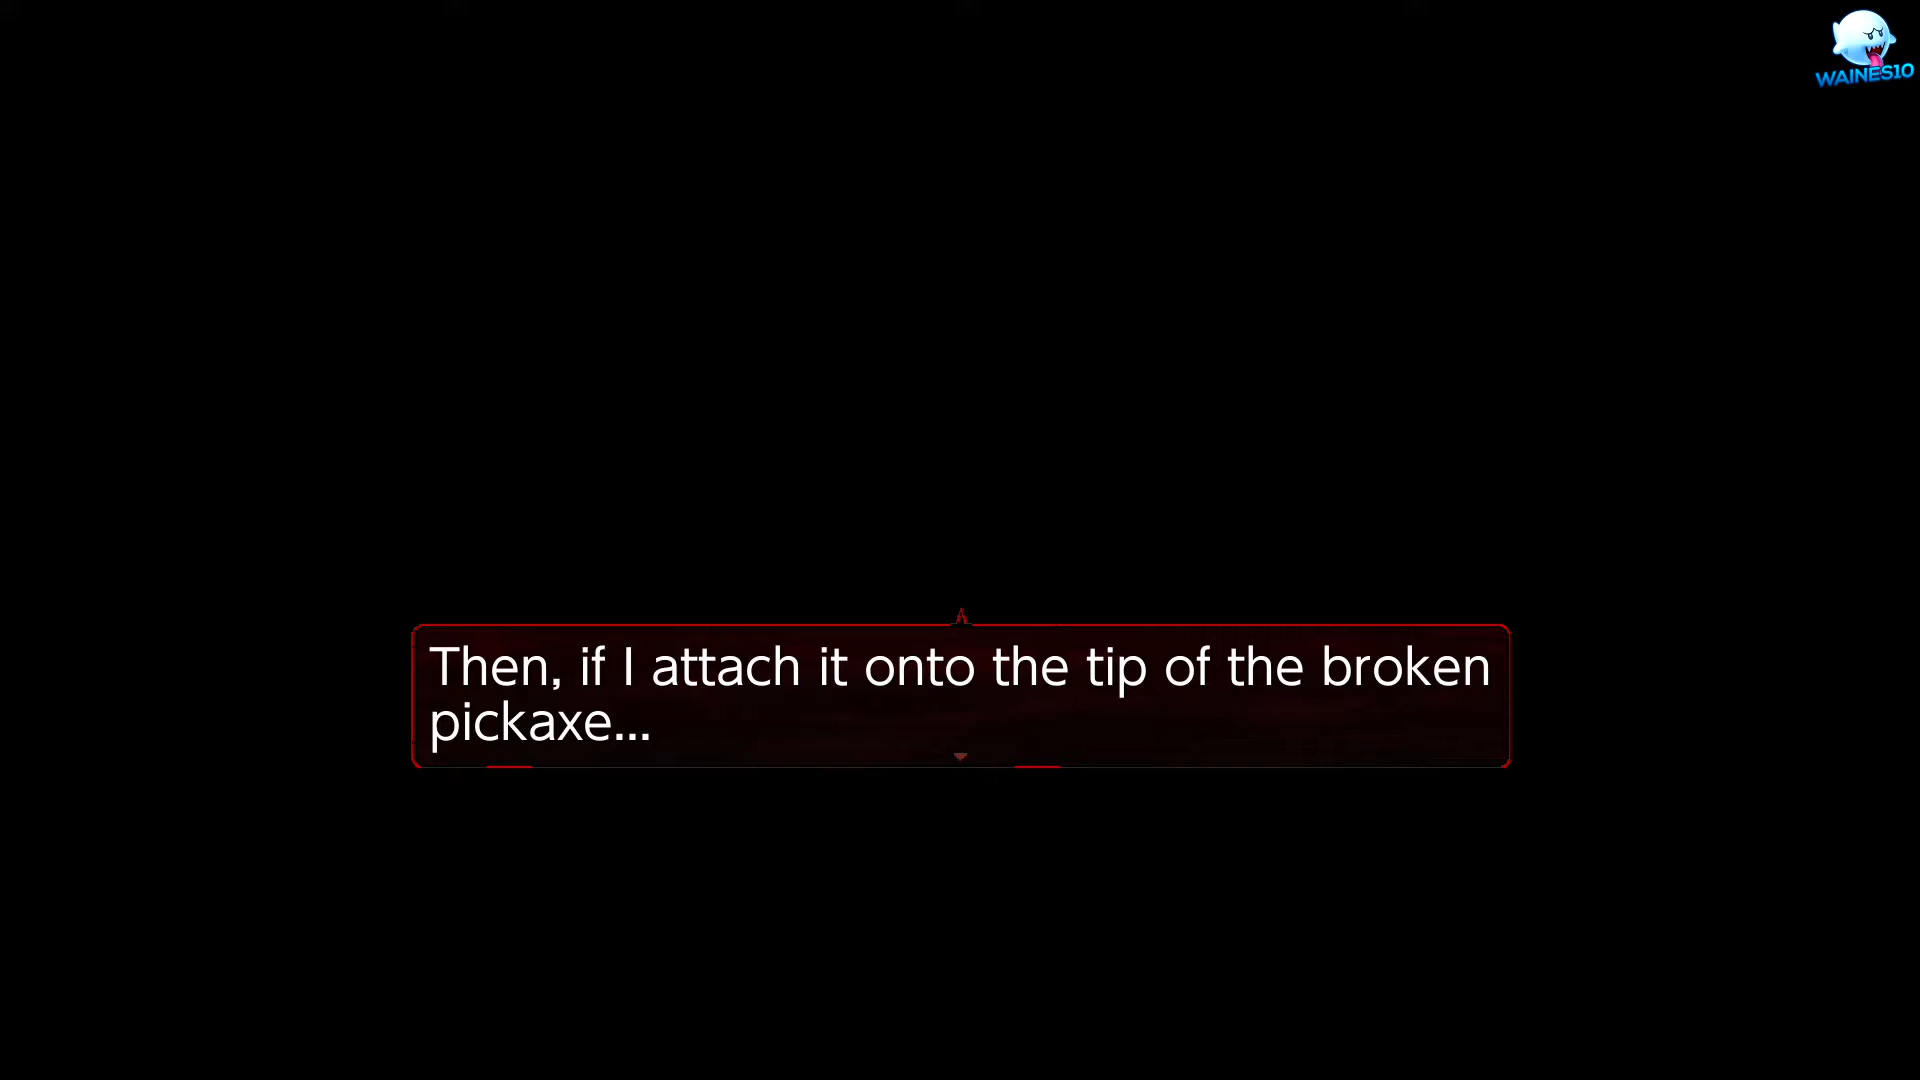 WAINES10
Then, if I attach it onto the tip of the broken
pickaxe...